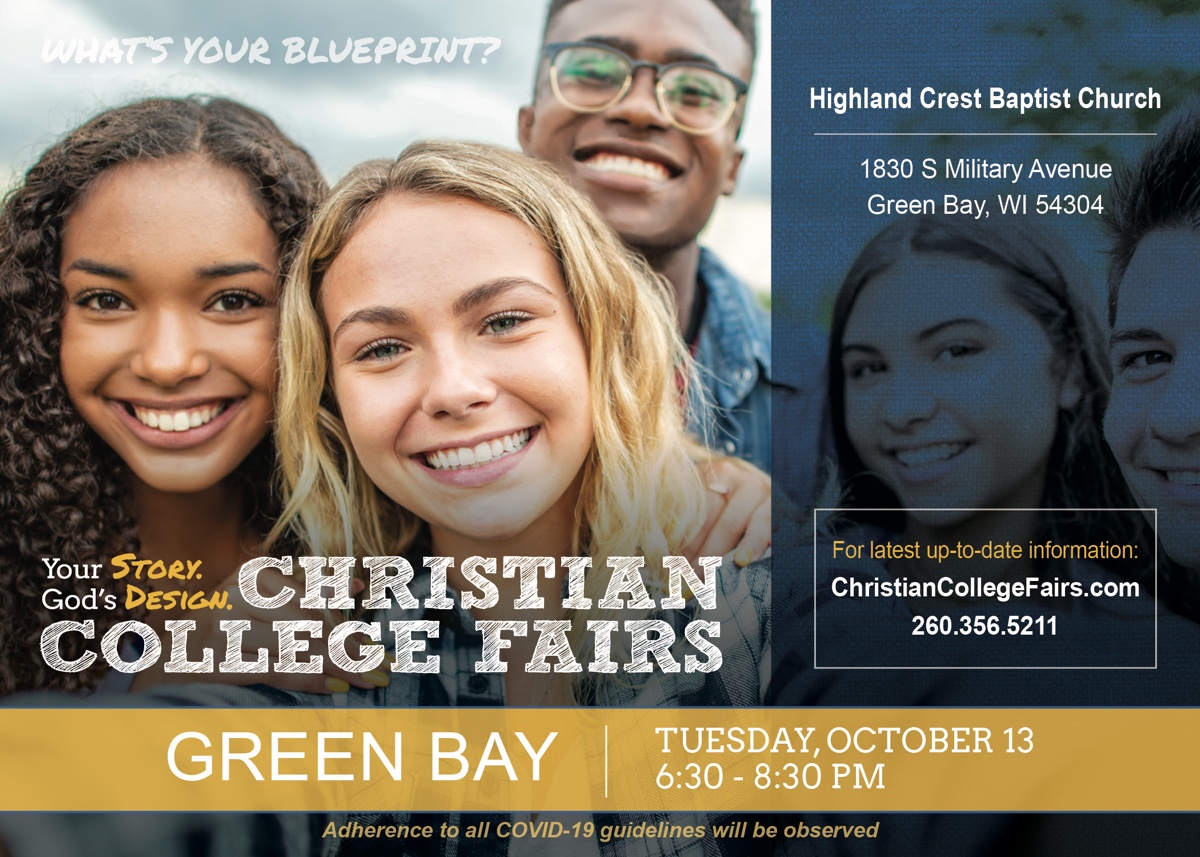 WHAT'S YOUR BLUEPRINT?
Highland Crest Baptist Church
1830 S Military Avenue
Green Bay, WI 54304
Your STORY.
God's DESIGN.
CHRISTIAN
COLLEGE FAIRS
For latest up-to-date information:
ChristianCollegeFairs.com
260.356.5211
GREEN BAY
TUESDAY, OCTOBER 13
6:30 - 8:30 PM
Adherence to all COVID-19 guidelines will be observed